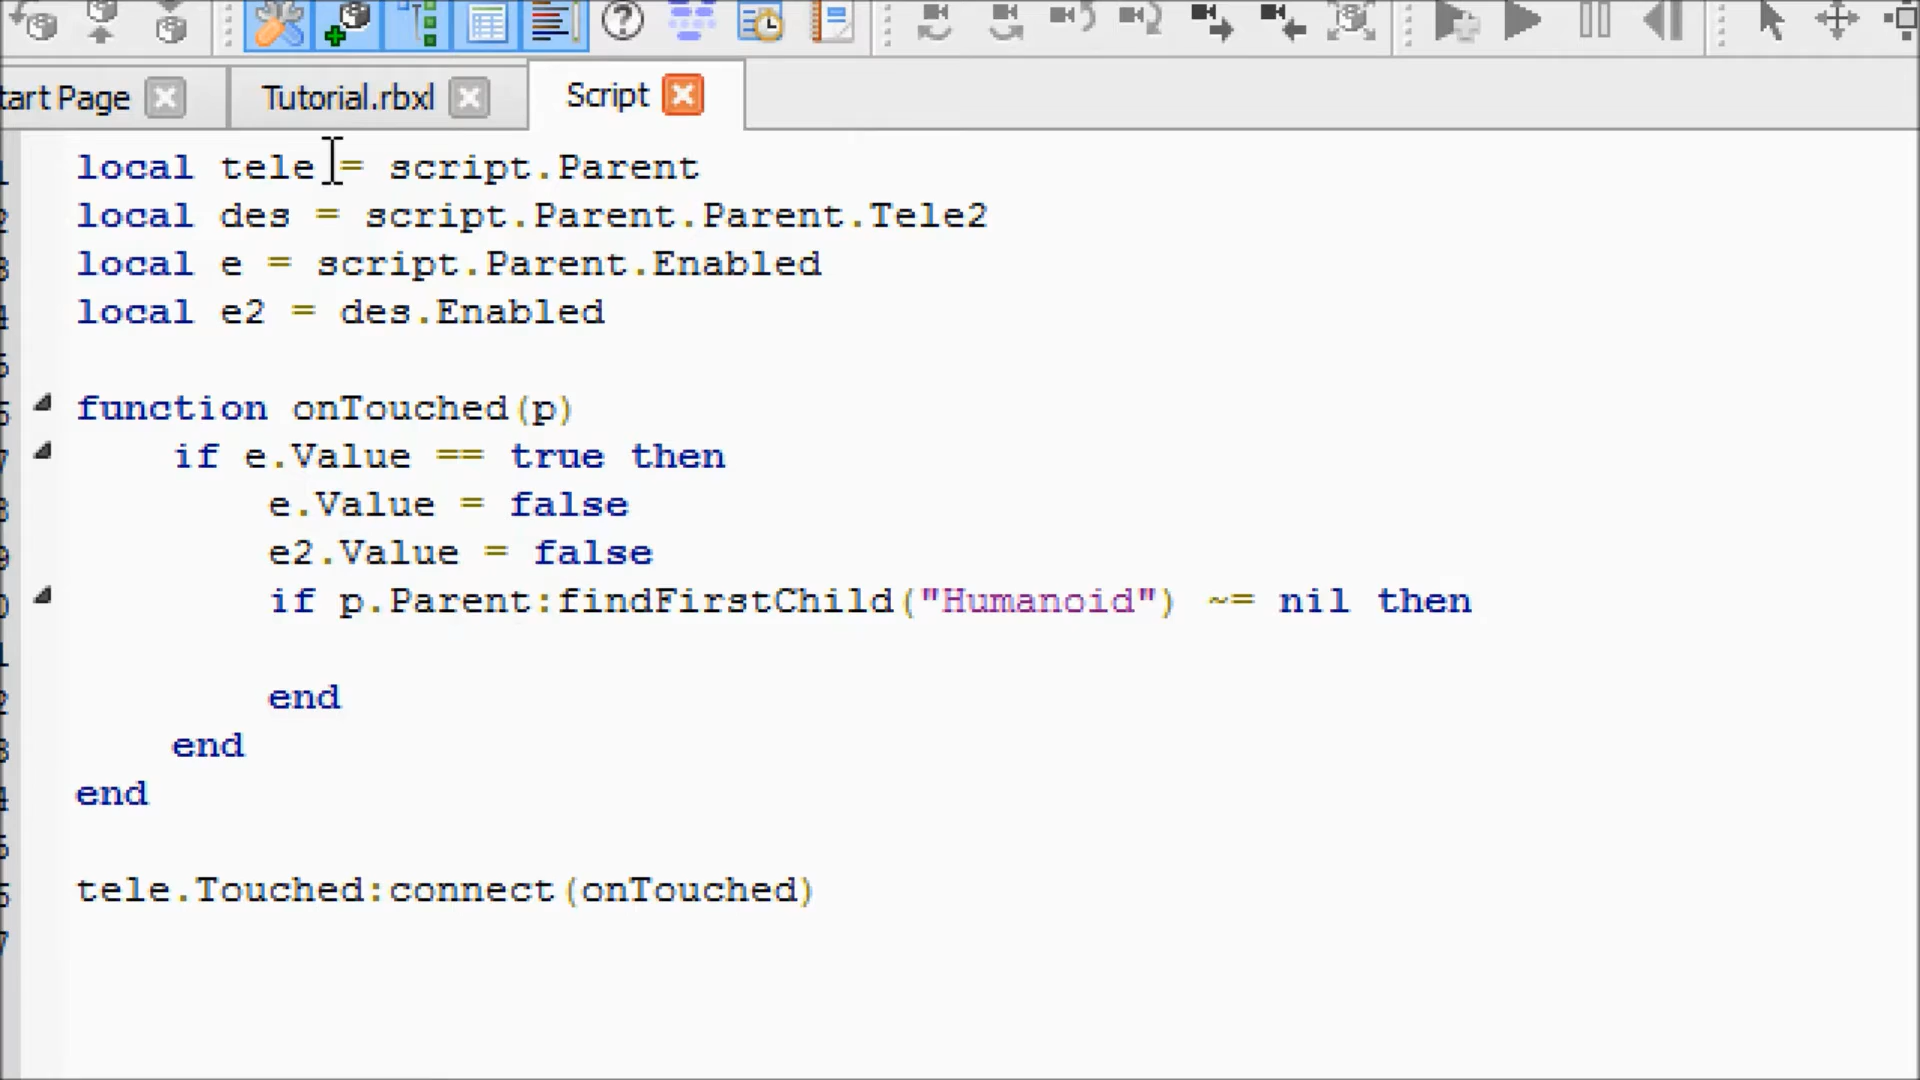 tart Page
Tutorial.rbxl
Script
local tele = script.Parent
local des = script.Parent.Parent.Tele2
local e = script.Parent.Enabled
local e2 = des.Enabled
function onTouched(p)
if e.Value == true then
e.Value = false
e2.Value = false
if p.Parent:findFirstChild("Humanoid") ~= nil then
end
end
end
tele.Touched:connect(onTouched)